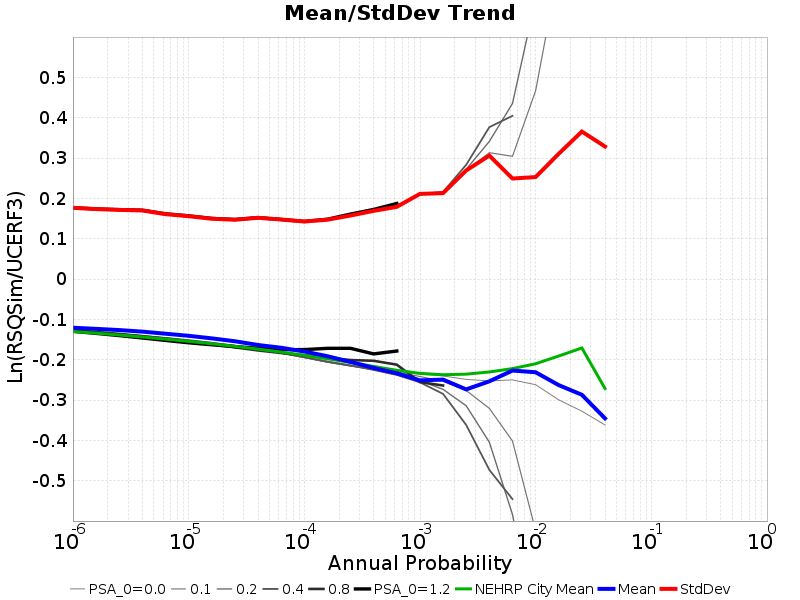 Mean/StdDev Trend
Ln(RSQSim/UCERF3)
0.5
0.4
0.3
0.2
0.1
0
-0.1
-0.2
-0.3
-0.4
-0.5
10^-6 10^-5 10^-4 10^-3 10^-2 10^-1 10^0
Annual Probability
PSA_0=0.0 0.1 0.2 0.4 0.8 PSA_0=1.2 NEHRP City Mean Mean StdDev